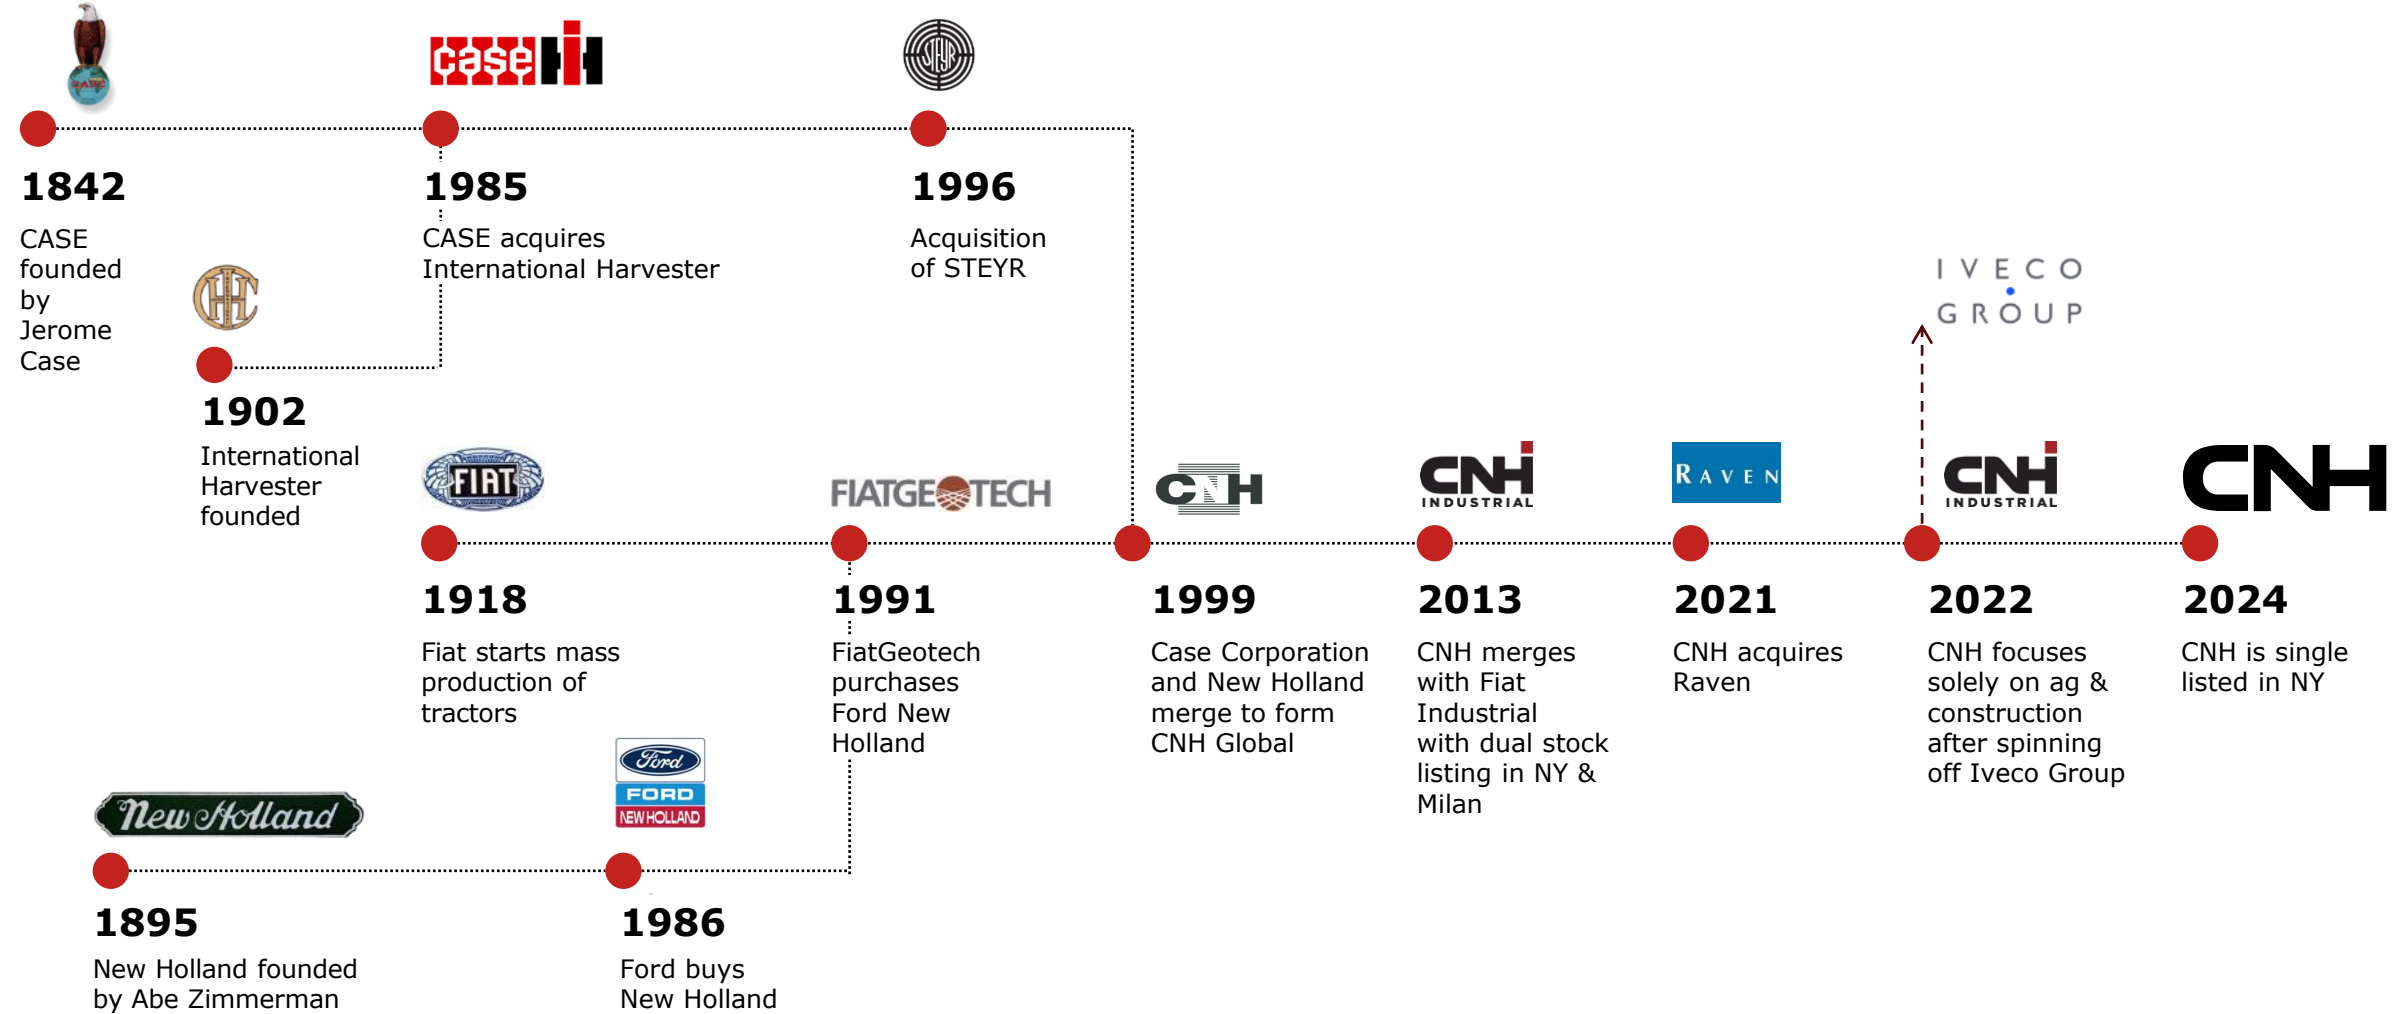 CASE
case IH
STEYR
1842
CASE
founded
by
Jerome
Case
1985
CASE acquires
International Harvester
1996
Acquisition
of STEYR
IHC
1902
International
Harvester
founded
IVECO
GROUP
FIAT
1918
Fiat starts mass
production of
tractors
FIATGEOTECH
1991
FiatGeotech
purchases
Ford New
Holland
CNH
1999
Case Corporation
and New Holland
merge to form
CNH Global
CNH
INDUSTRIAL
2013
CNH merges
with Fiat
Industrial
with dual stock
listing in NY &
Milan
RAVEN
2021
CNH acquires
Raven
CNH
INDUSTRIAL
2022
CNH focuses
solely on ag &
construction
after spinning
off Iveco Group
CNH
2024
CNH is single
listed in NY
New Holland
1895
New Holland founded
by Abe Zimmerman
Ford
FORD
NEW HOLLAND
1986
Ford buys
New Holland